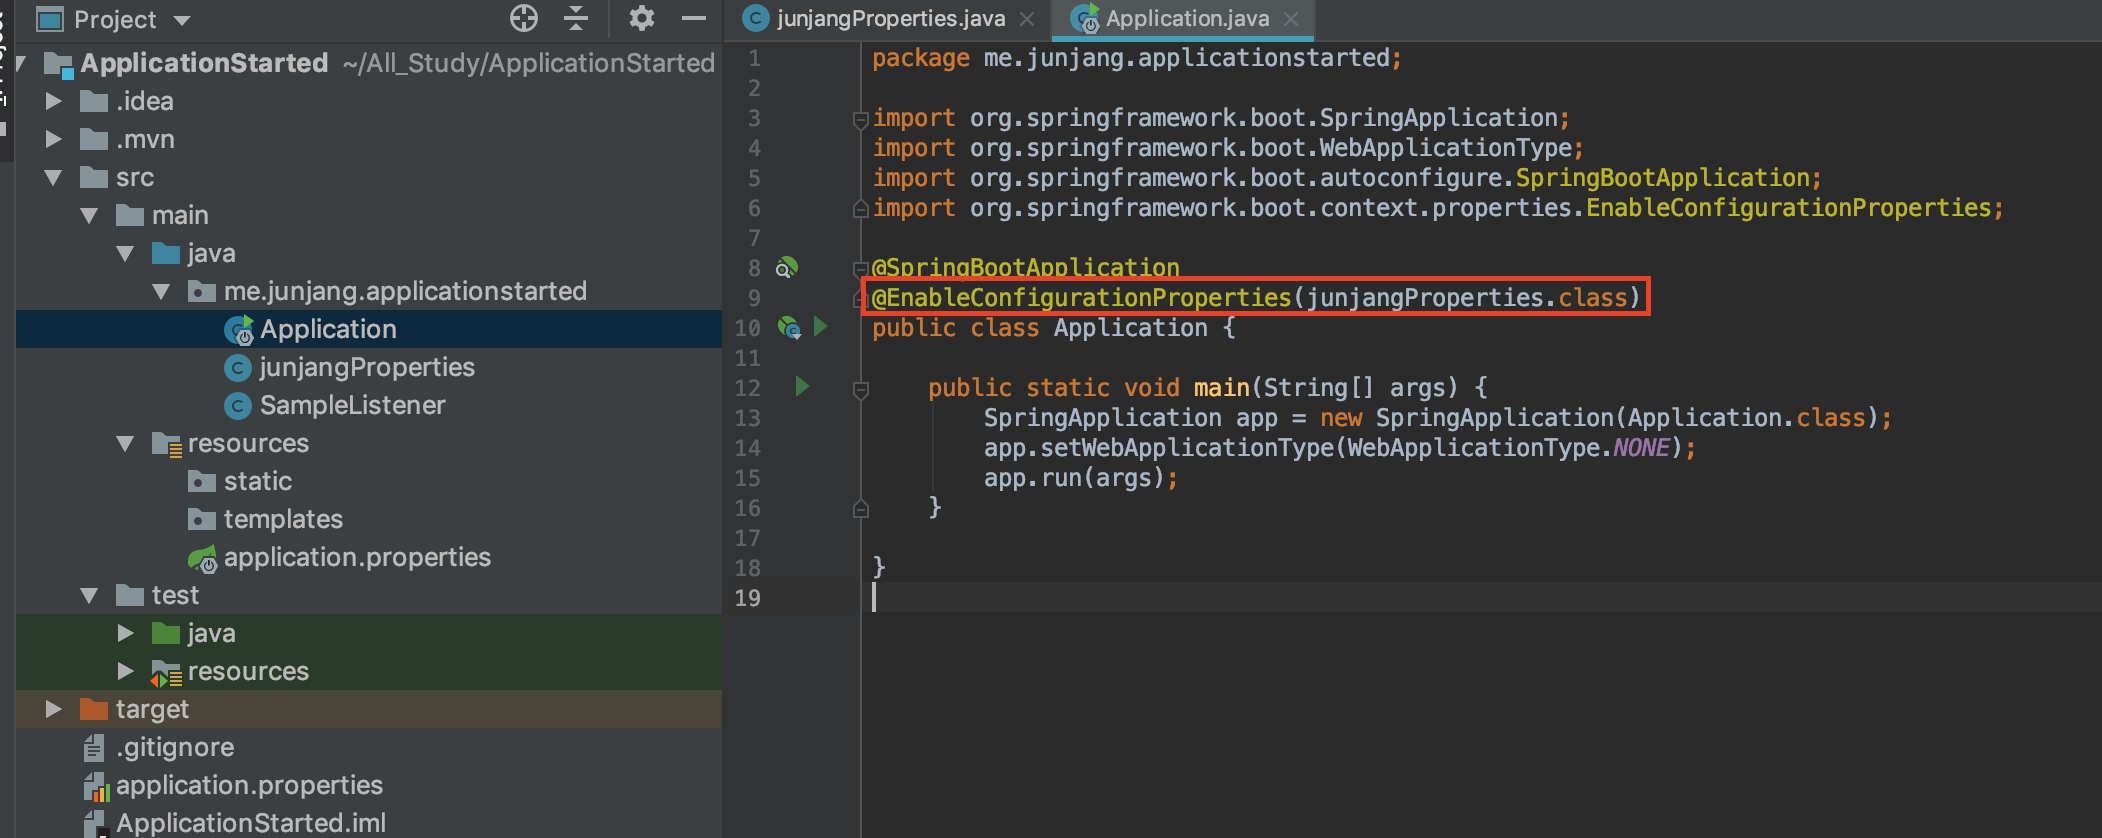 Project
ApplicationStarted ~/All_Study/ApplicationStarted
.idea
.mvn
src
main
java
me.junjang.applicationstarted
Application
junjangProperties
SampleListener
resources
static
templates
application.properties
test
java
resources
target
.gitignore
application.properties
ApplicationStarted.iml
junjangProperties.java
Application.java
1 package me.junjang.applicationstarted;
2
3 import org.springframework.boot.SpringApplication;
4 import org.springframework.boot.WebApplicationType;
5 import org.springframework.boot.autoconfigure.SpringBootApplication;
6 import org.springframework.boot.context.properties.EnableConfigurationProperties;
7
8 @SpringBootApplication
9 @EnableConfigurationProperties(junjangProperties.class)
10 public class Application {
11
12 public static void main(String[] args) {
13 SpringApplication app = new SpringApplication(Application.class);
14 app.setWebApplicationType(WebApplicationType.NONE);
15 app.run(args);
16 }
17
18 }
19